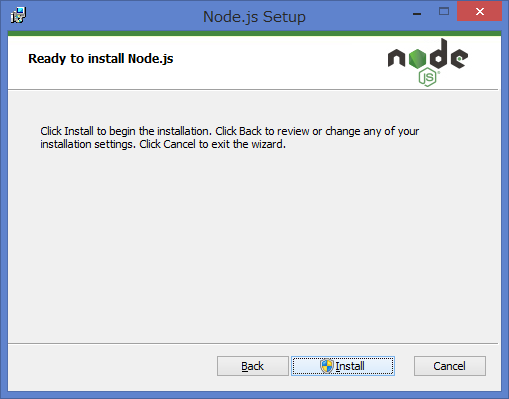 Node.js Setup
Ready to install Node.js
node
JS
Click Install to begin the installation. Click Back to review or change any of your
installation settings. Click Cancel to exit the wizard.
Back
Install
Cancel